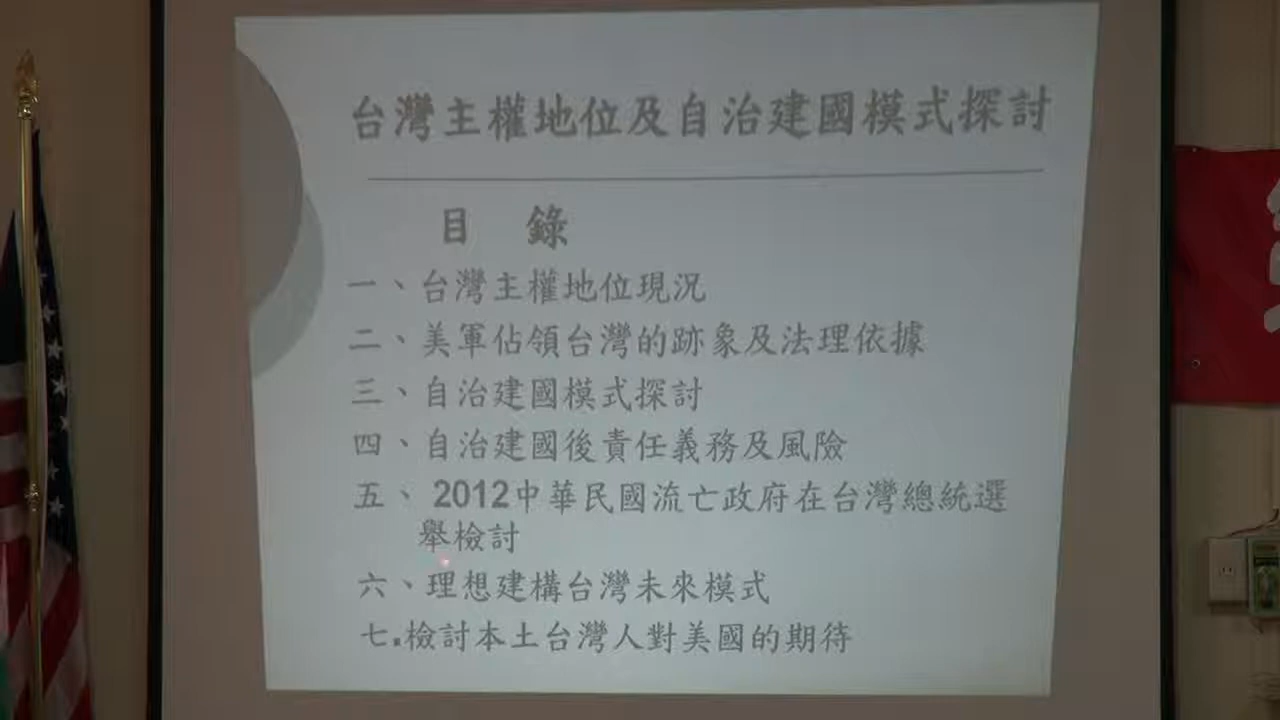 台灣主權地位及自治建國模式探討
目 錄
一、台灣主權地位現況
二、美軍佔領台灣的跡象及法理依據
三、自治建國模式探討
四、自治建國後責任義務及風險
五、2012中華民國流亡政府在台灣總統選
舉檢討
六、理想建構台灣未來模式
七.檢討本土台灣人對美國的期待